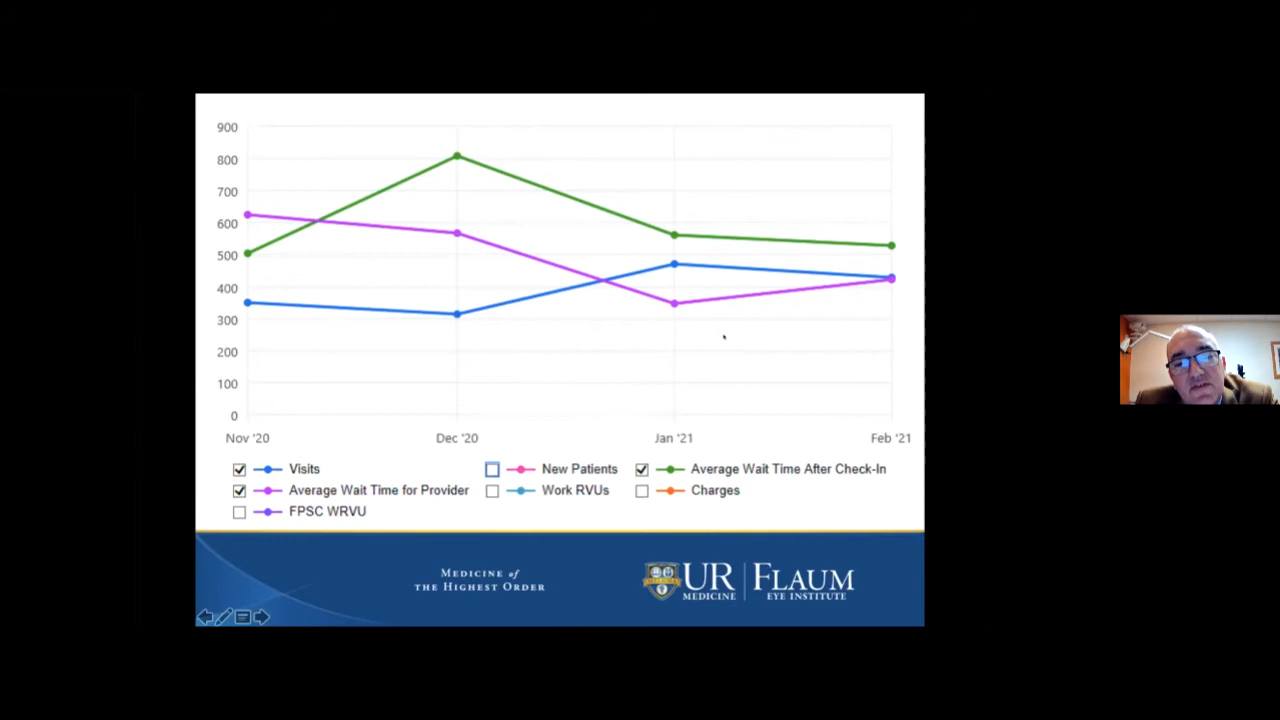 900
800
700
600
500
400
300
200
100
0
Nov '20 Dec '20 Jan '21 Feb '21
Visits New Patients Average Wait Time After Check-In
Average Wait Time for Provider Work RVUs Charges
FPSC WRVU
MEDICINE of
THE HIGHEST ORDER
UR
MEDICINE
FLAUM
EYE INSTITUTE
MELIORA